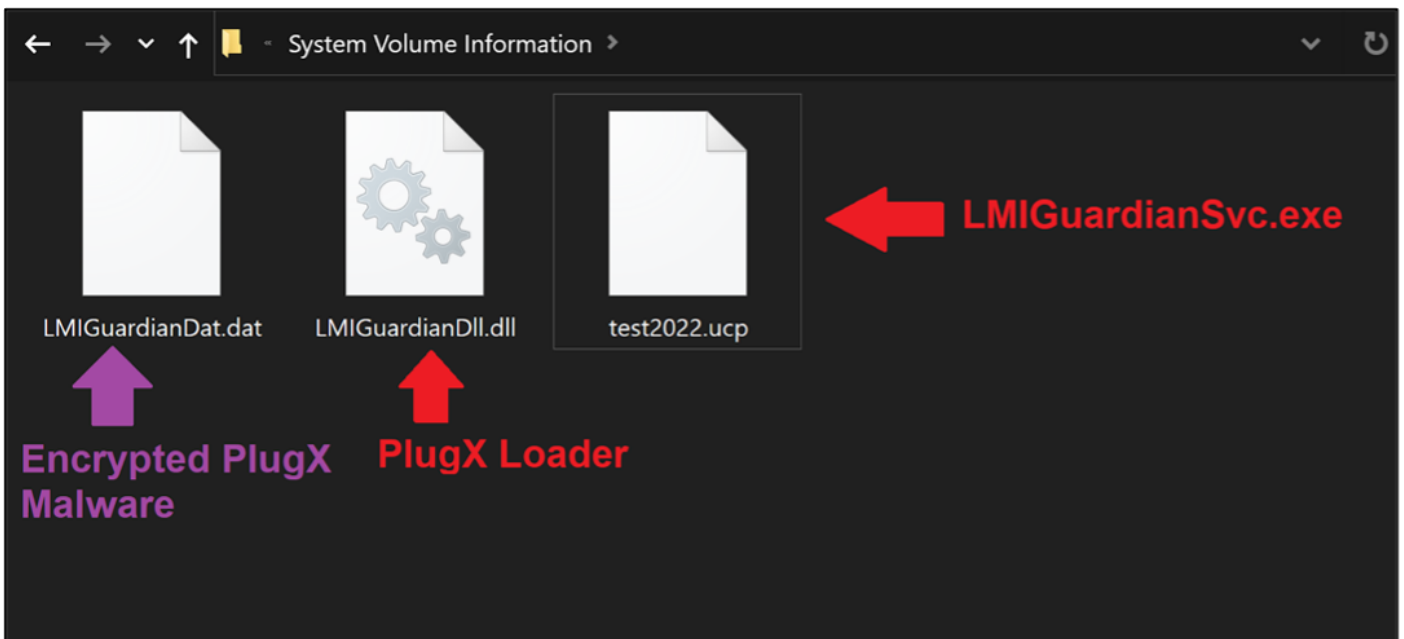 System Volume Information
LMIGuardianSvc.exe
LMIGuardianDat.dat
LMIGuardianDll.dll
test2022.ucp
Encrypted PlugX
Malware
PlugX Loader